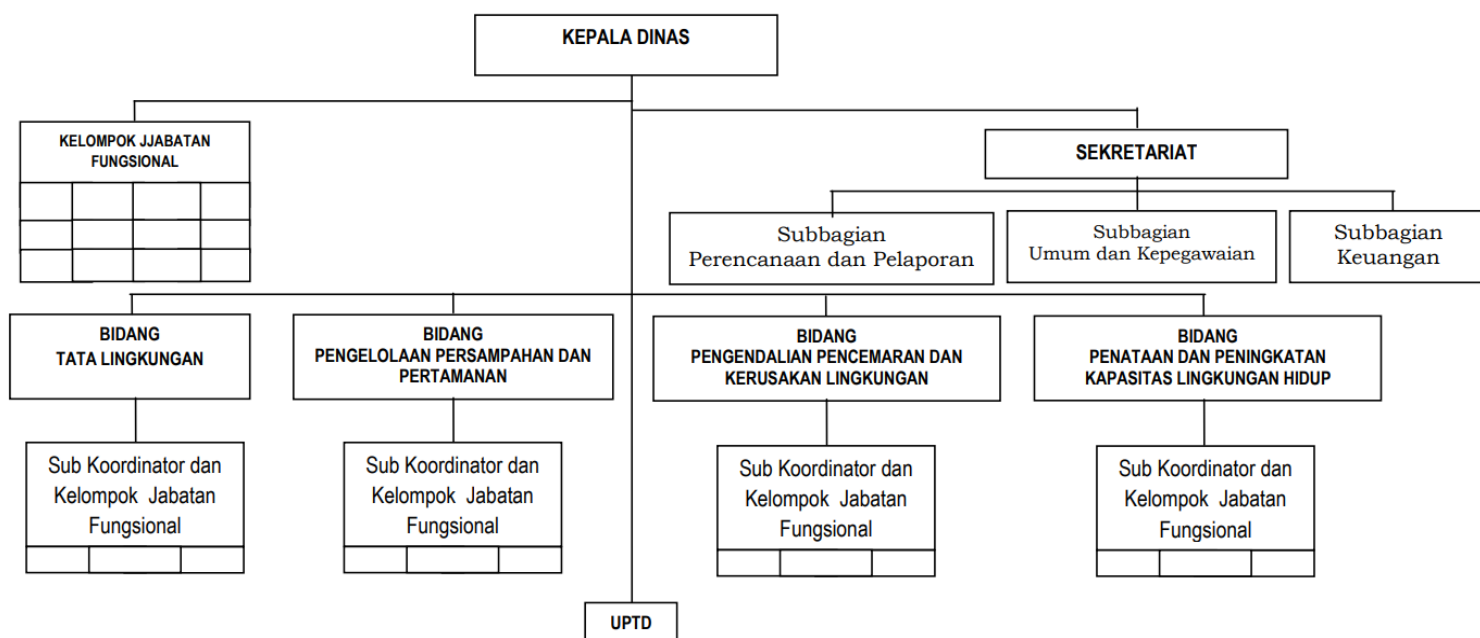 KEPALA DINAS
KELOMPOK JJABATAN
FUNGSIONAL
SEKRETARIAT
Subbagian
Perencanaan dan Pelaporan
Subbagian
Umum dan Kepegawaian
Subbagian
Keuangan
BIDANG
TATA LINGKUNGAN
BIDANG
PENGELOLAAN PERSAMPAHAN DAN
PERTAMANAN
BIDANG
PENGENDALIAN PENCEMARAN DAN
KERUSAKAN LINGKUNGAN
BIDANG
PENATAAN DAN PENINGKATAN
KAPASITAS LINGKUNGAN HIDUP
Sub Koordinator dan
Kelompok Jabatan
Fungsional
Sub Koordinator dan
Kelompok Jabatan
Fungsional
Sub Koordinator dan
Kelompok Jabatan
Fungsional
Sub Koordinator dan
Kelompok Jabatan
Fungsional
UPTD